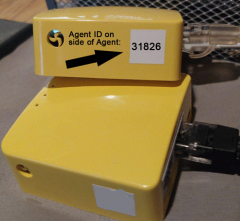 Agent ID on
side of Agent:
31826